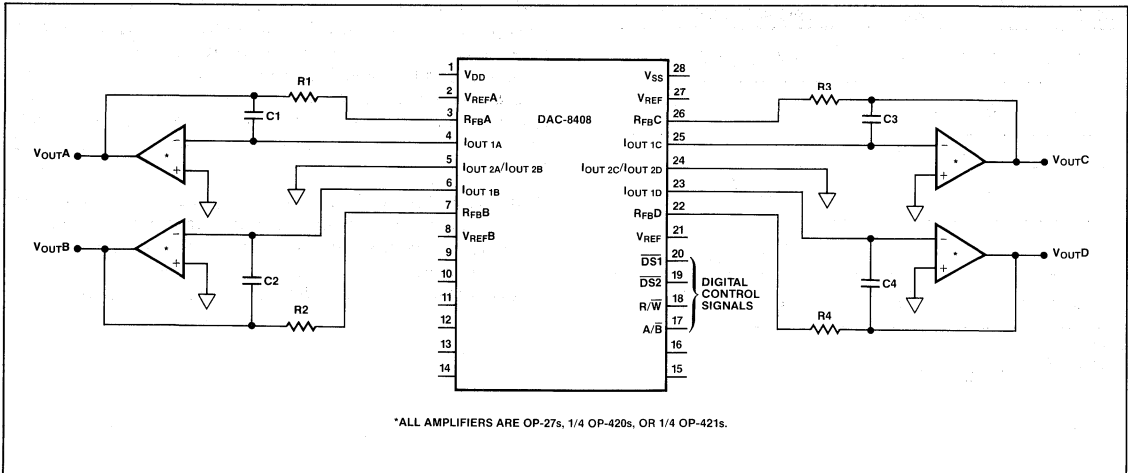 1 VDD
2 VREFA
3 RFBA
4 IOUT 1A
5 IOUT 2A/IOUT 2B
6 IOUT 1B
7 RFBB
8 VREFB
9
10
11
12
13
14
DAC-8408
VSS 28
VREF 27
RFBC 26
IOUT 1C 25
IOUT 2C/IOUT 2D 24
IOUT 1D 23
RFBD 22
VREF 21
DS1 20
DS2 19
R/W 18
A/B 17
16
15
DIGITAL
CONTROL
SIGNALS
R1
C1
VOUTA
- 
*
+
VOUTB
-
*
+
C2
R2
R3
C3
-
*
+
VOUTC
-
*
+
VOUTD
C4
R4
*ALL AMPLIFIERS ARE OP-27s, 1/4 OP-420s, OR 1/4 OP-421s.